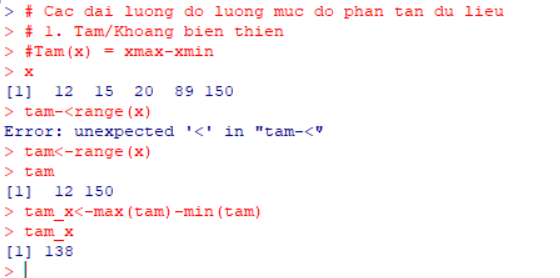 > # Cac dai luong do luong muc do phan tan du lieu
> # 1. Tam/Khoang bien thien
> #Tam(x) = xmax-xmin
> x
[1]  12  15  20  89 150
> tam-<range(x)
Error: unexpected '<' in "tam-<"
> tam<-range(x)
> tam
[1]  12 150
> tam_x<-max(tam)-min(tam)
> tam_x
[1] 138
>